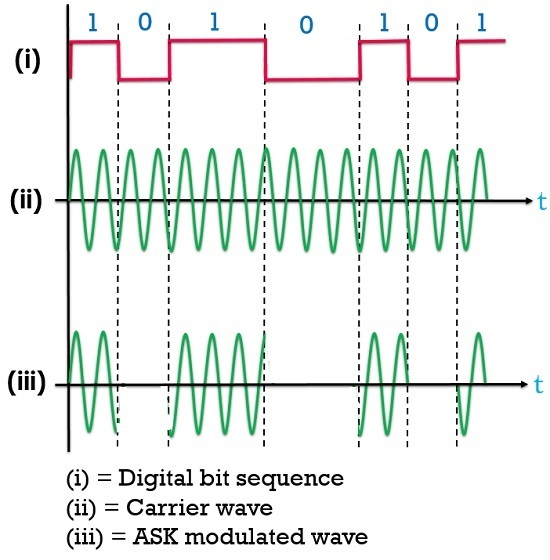 1 0 1 0 1 0 1
(i)
(ii) t
(iii) t
(i) = Digital bit sequence
(ii) = Carrier wave
(iii) = ASK modulated wave